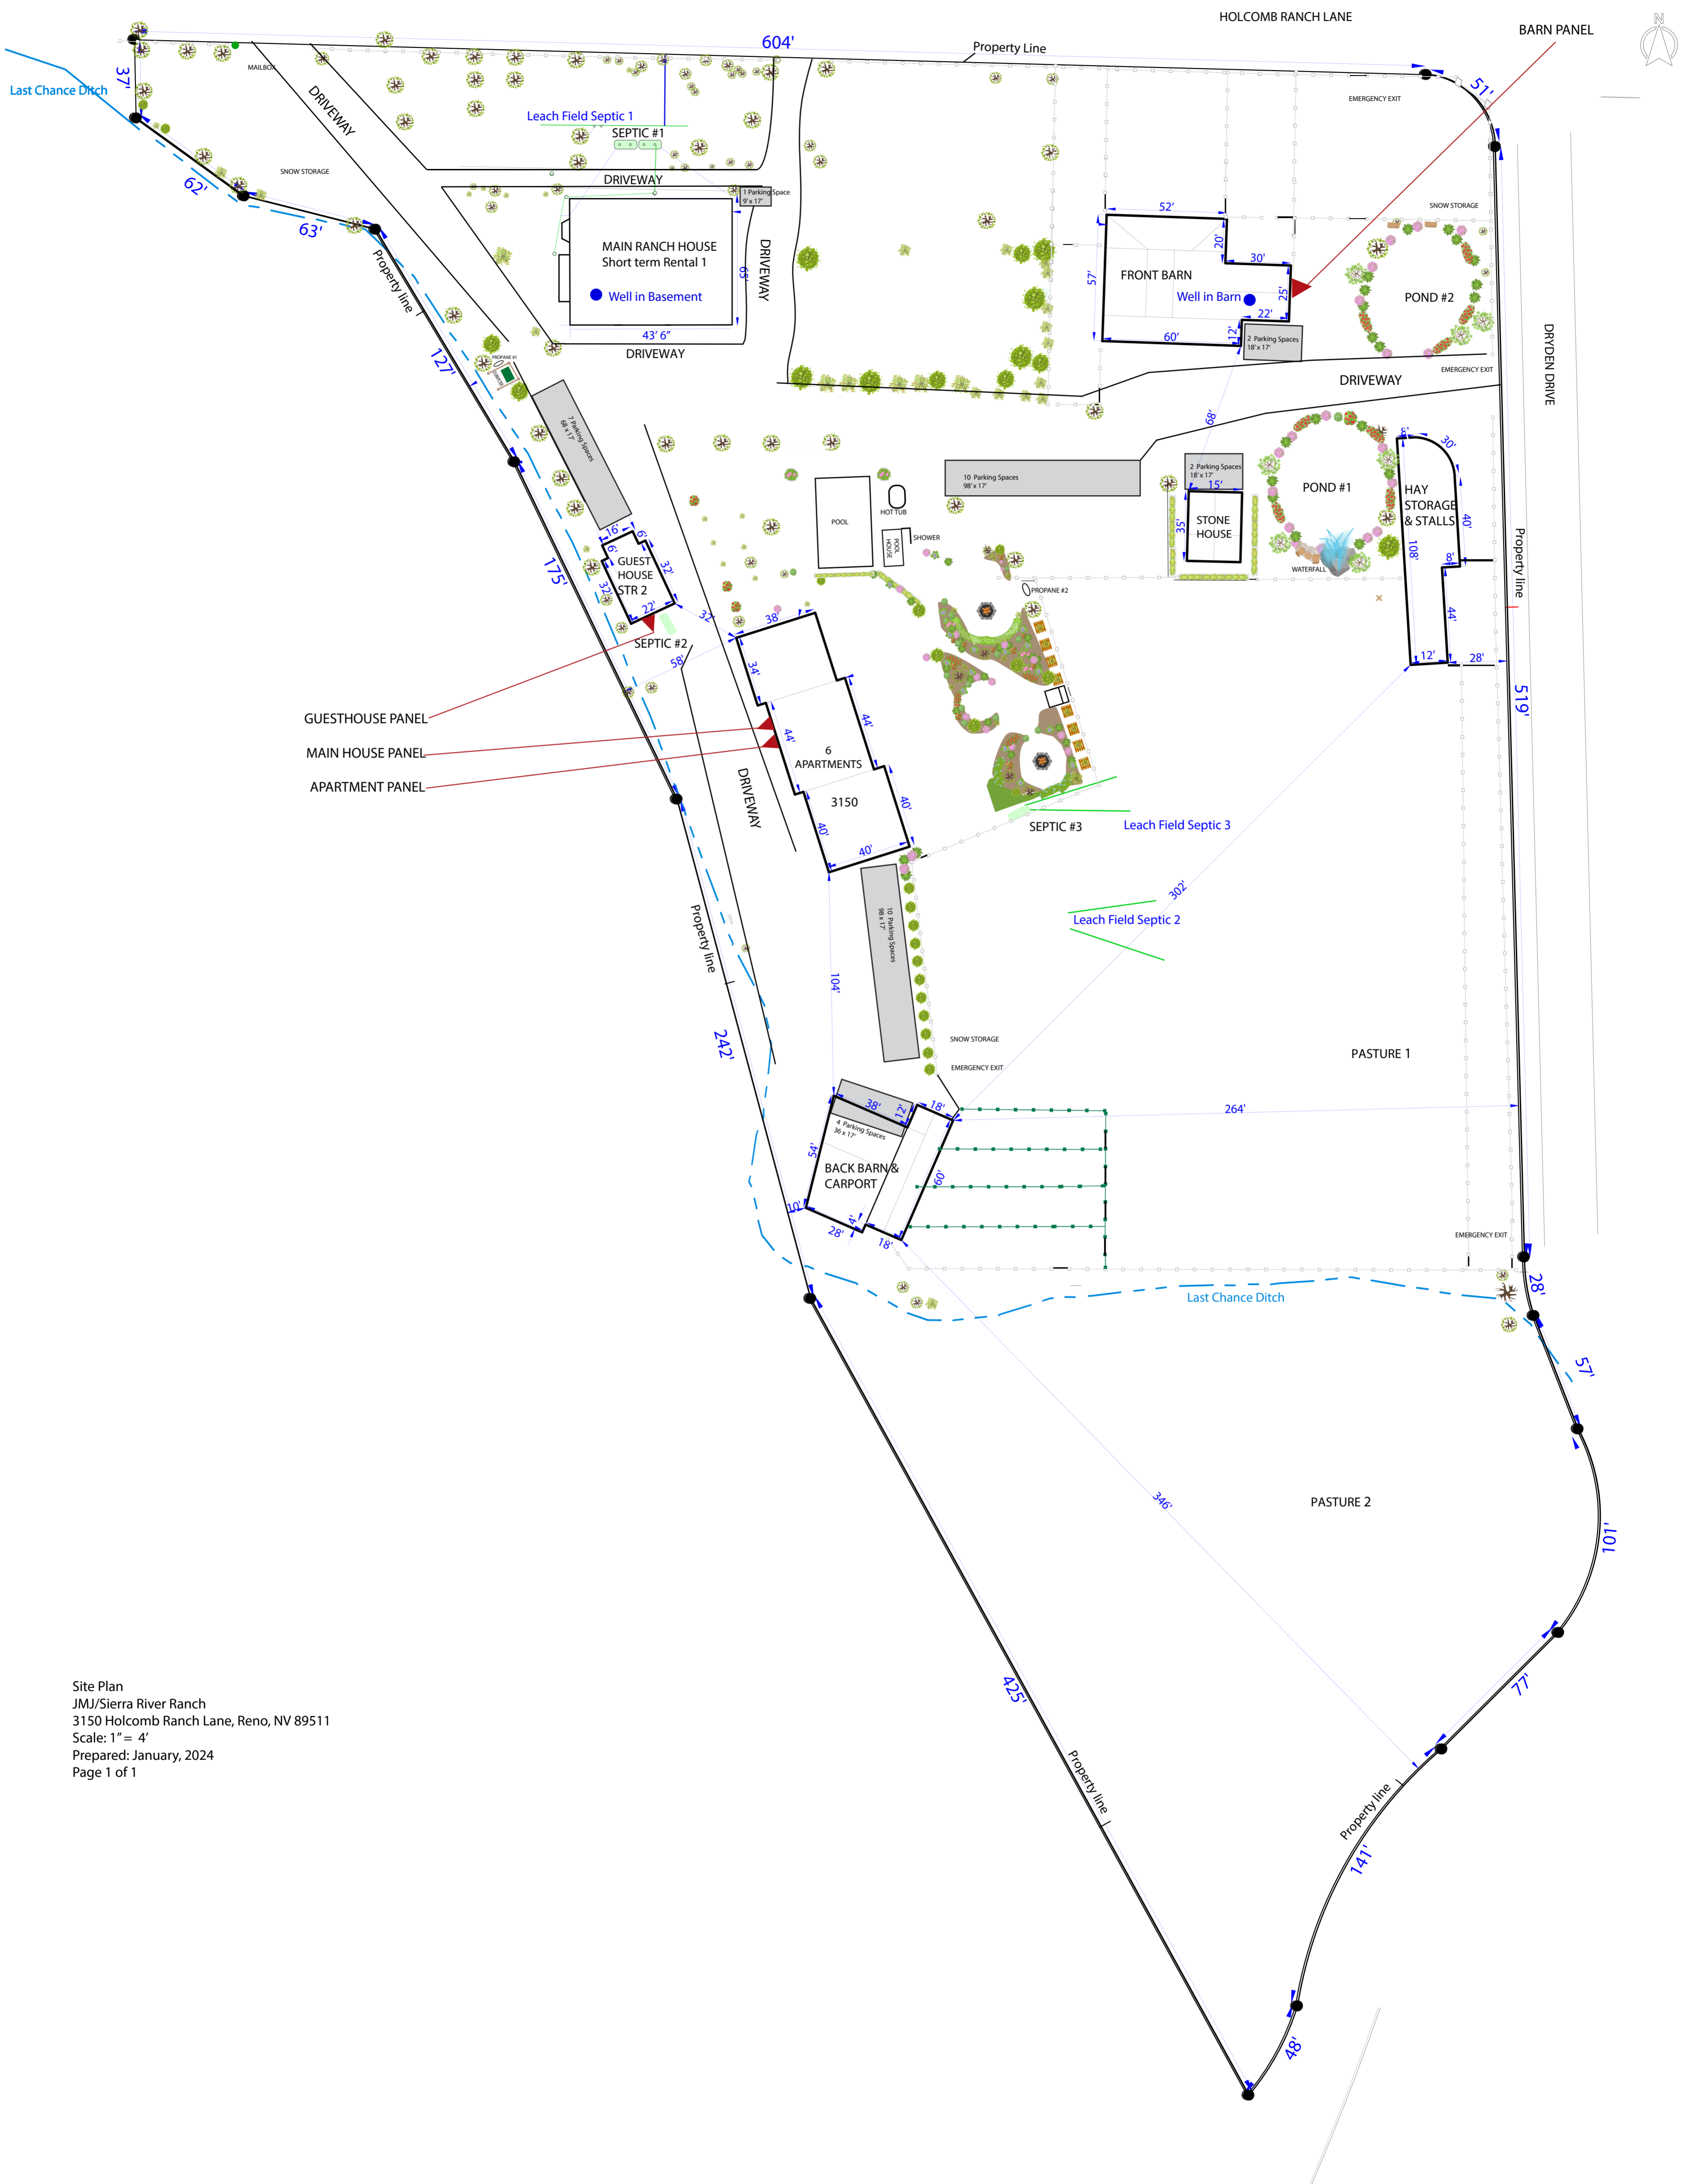 HOLCOMB RANCH LANE
N
BARN PANEL
604'
Property Line
37'
MAILBOX
Last Chance Ditch
51'
EMERGENCY EXIT
DRIVEWAY
Leach Field Septic 1
SEPTIC #1
SNOW STORAGE
DRIVEWAY
62'
1 Parking Space
9' x 17'
63'
52'
SNOW STORAGE
Property line
MAIN RANCH HOUSE
Short term Rental 1
65'
DRIVEWAY
20'
30'
57'
FRONT BARN
Well in Basement
Well in Barn
25'
POND #2
22'
43' 6"
DRIVEWAY
60'
12'
2 Parking Spaces
18' x 17'
127'
PROPANE #1
DRIVEWAY
EMERGENCY EXIT
DRYDEN DRIVE
7 Parking Spaces
68 x 17'
68'
8'
30'
10 Parking Spaces
98' x 17'
2 Parking Spaces
18' x 17'
15'
POND #1
HAY
STORAGE
& STALLS
HOT TUB
POOL
POOL
HOUSE
SHOWER
35'
STONE
HOUSE
40'
108'
8'
WATERFALL
Property line
175'
16'
6'
6'
GUEST
HOUSE
STR 2
32'
32'
22'
PROPANE #2
44'
SEPTIC #2
32'
38'
58'
34'
12'
28'
519'
GUESTHOUSE PANEL
MAIN HOUSE PANEL
APARTMENT PANEL
44'
44'
6
APARTMENTS
3150
DRIVEWAY
40'
40'
40'
SEPTIC #3
Leach Field Septic 3
302'
Leach Field Septic 2
Property line
10 Parking Spaces
98 x 17'
104'
242'
SNOW STORAGE
EMERGENCY EXIT
PASTURE 1
38'
12'
18'
264'
4 Parking Spaces
36 x 17'
54'
BACK BARN &
CARPORT
60'
10'
4'
28'
18'
EMERGENCY EXIT
28'
Last Chance Ditch
57'
346'
PASTURE 2
101'
77'
425'
Property line
Property line
141'
48'
Site Plan
JMJ/Sierra River Ranch
3150 Holcomb Ranch Lane, Reno, NV 89511
Scale: 1" = 4'
Prepared: January, 2024
Page 1 of 1